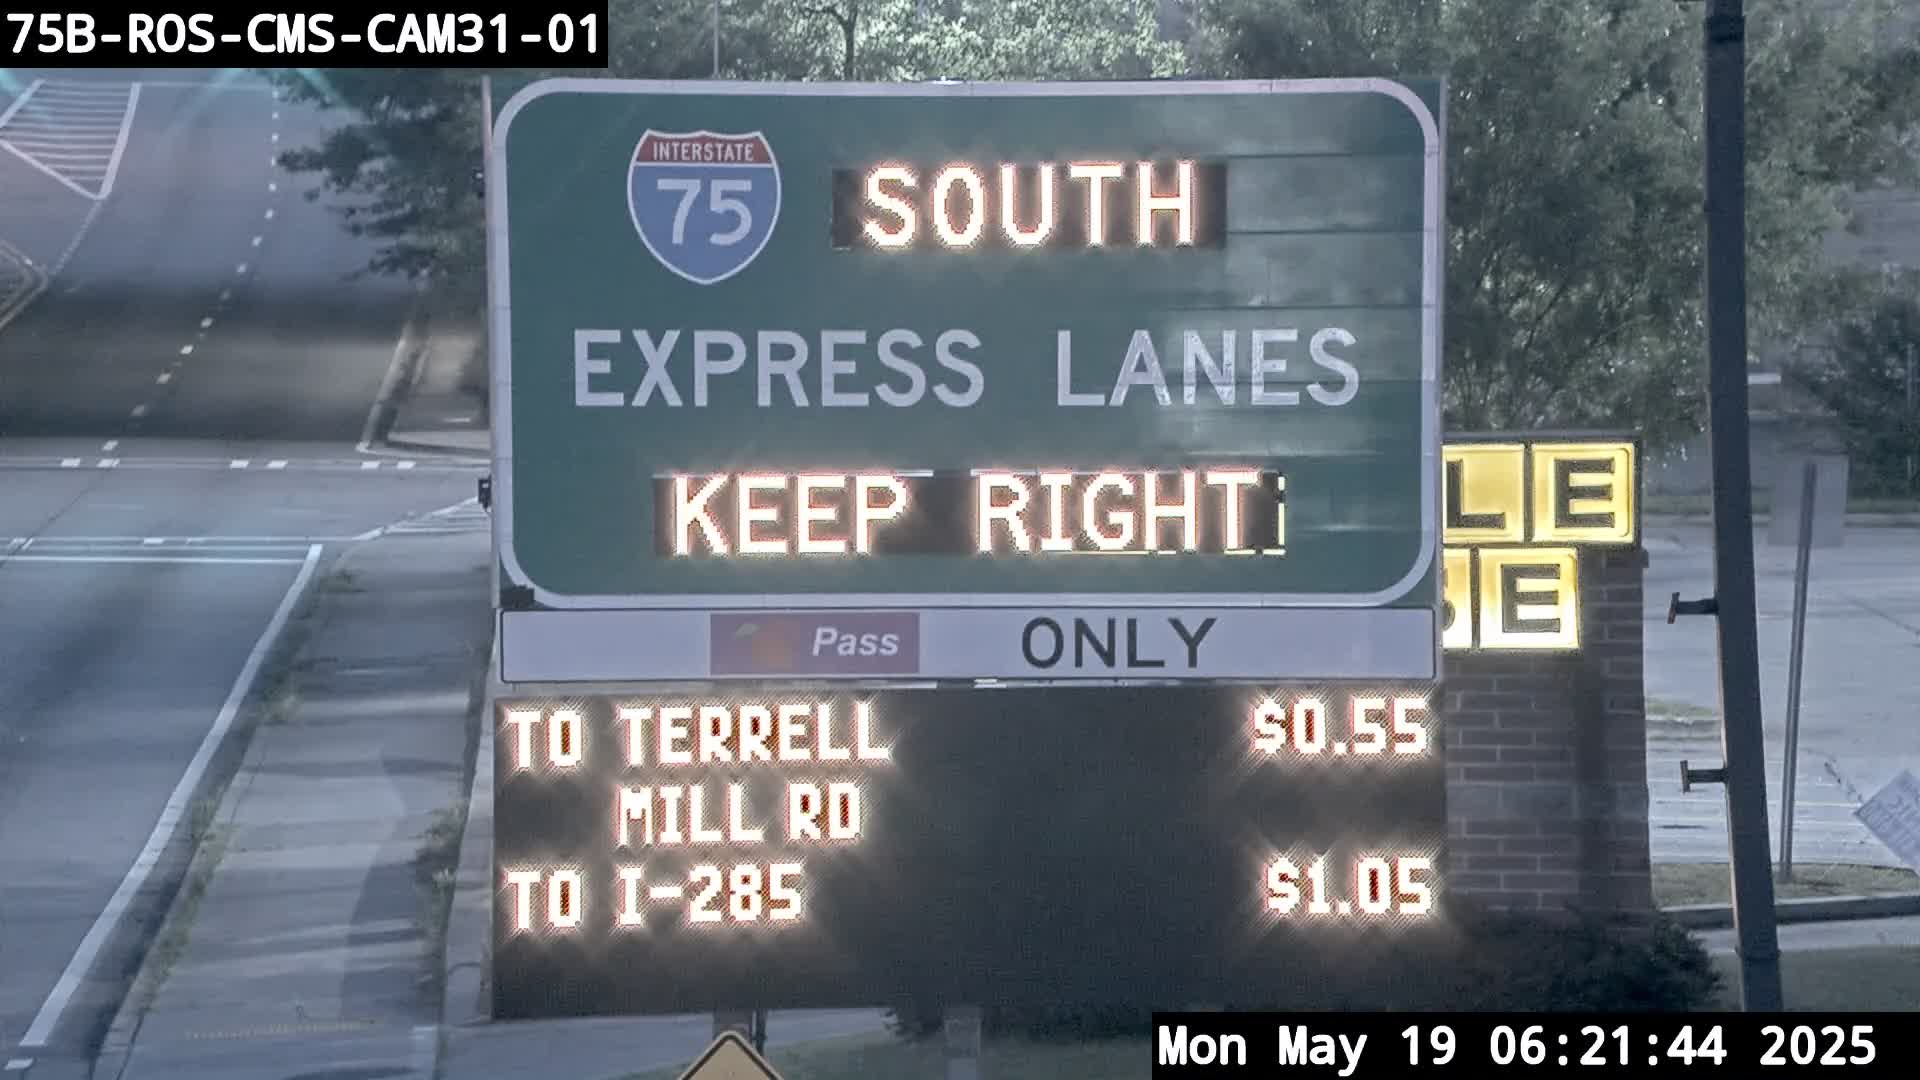 75B-ROS-CMS-CAM31-01
INTERSTATE
75
SOUTH
EXPRESS LANES
KEEP RIGHT
Pass ONLY
LE
E
TO TERRELL $0.55
MILL RD
TO I-285 $1.05
Mon May 19 06:21:44 2025